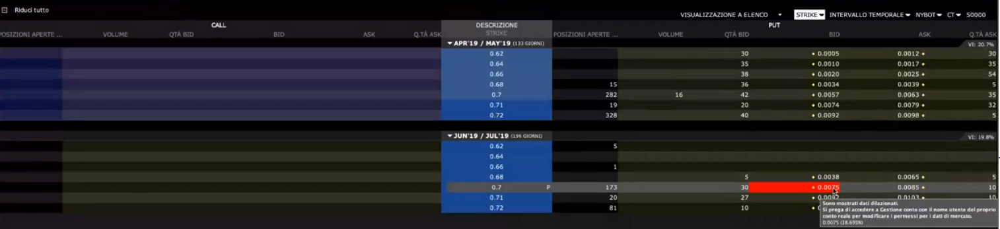 Riduci tutto
VISUALIZZAZIONE A ELENCO STRIKE INTERVALLO TEMPORALE NYBOT CT 50000
CALL DESCRIZIONE PUT
POSIZIONI APERTE ... VOLUME QTÀ BID BID ASK Q.TÀ ASK STRIKE POSIZIONI APERTE ... VOLUME QTÀ BID BID ASK Q.TÀ ASK
APR'19 / MAY'19 (133 GIORNI) VI: 20.7%
0.62 30 0.0005 0.0012 30
0.64 35 0.0010 0.0017 35
0.66 38 0.0020 0.0025 54
0.68 15 36 0.0034 0.0039 5
0.7 282 16 42 0.0057 0.0063 35
0.71 19 20 0.0074 0.0079 32
0.72 328 40 0.0092 0.0098 5
JUN'19 / JUL'19 (196 GIORNI) VI: 19.8%
0.62 5
0.64
0.66 1
0.68 5 0.0038 0.0065 5
0.7 P 173 30 0.0075 0.0085 10
0.71 20 27 0.0092 0.0103 10
0.72 81 10
Sono mostrati dati dilazionati.
Si prega di accedere a Gestione conto con il nome utente del proprio
conto reale per modificare i permessi per i dati di mercato.
0.0075 (18.695%)